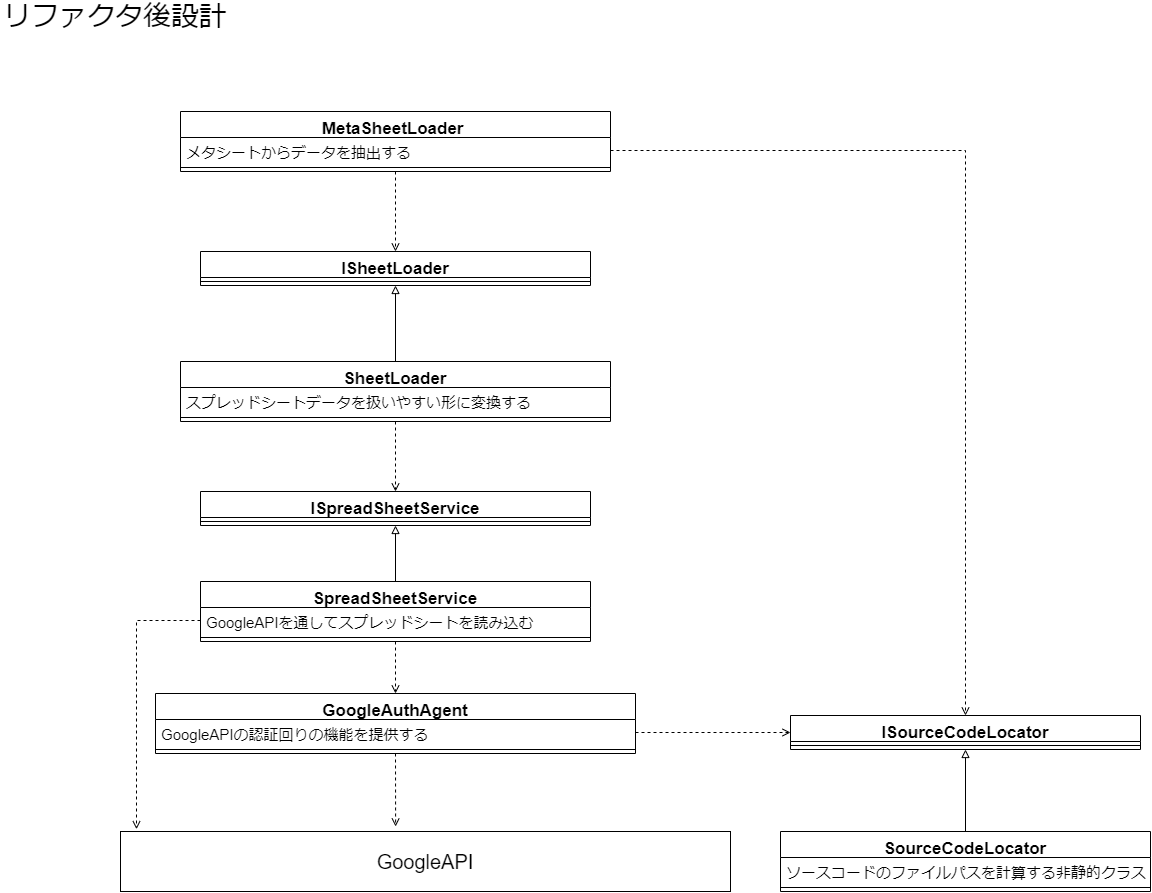 リファクタ後設計
MetaSheetLoader
メタシートからデータを抽出する
ISheetLoader
SheetLoader
スプレッドシートデータを扱いやすい形に変換する
ISpreadSheetService
SpreadSheetService
GoogleAPIを通してスプレッドシートを読み込む
GoogleAuthAgent
GoogleAPIの認証回りの機能を提供する
ISourceCodeLocator
GoogleAPI
SourceCodeLocator
ソースコードのファイルパスを計算する非静的クラス